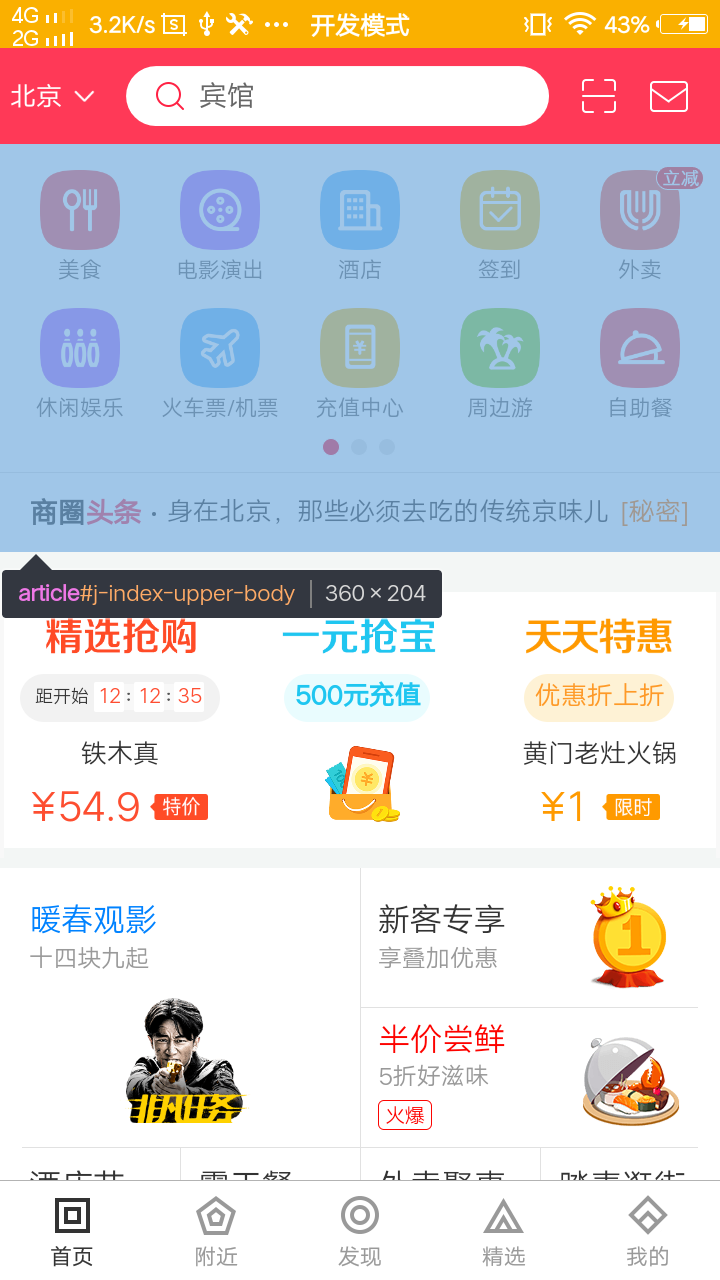 4G 2G 3.2K/s S ··· 开发模式 43%
北京 宾馆
立减
美食 电影演出 酒店 签到 外卖
休闲娱乐 火车票/机票 充值中心 周边游 自助餐
商圈头条 · 身在北京，那些必须去吃的传统京味儿 [秘密]
article#j-index-upper-body 360 × 204
精选抢购 一元抢宝 天天特惠
距开始 12 : 12 : 35 500元充值 优惠折上折
铁木真 黄门老灶火锅
¥54.9 特价 ¥1 限时
暖春观影 新客专享
十四块九起 享叠加优惠
1
半价尝鲜
5折好滋味
火爆
非凡任务
首页 附近 发现 精选 我的